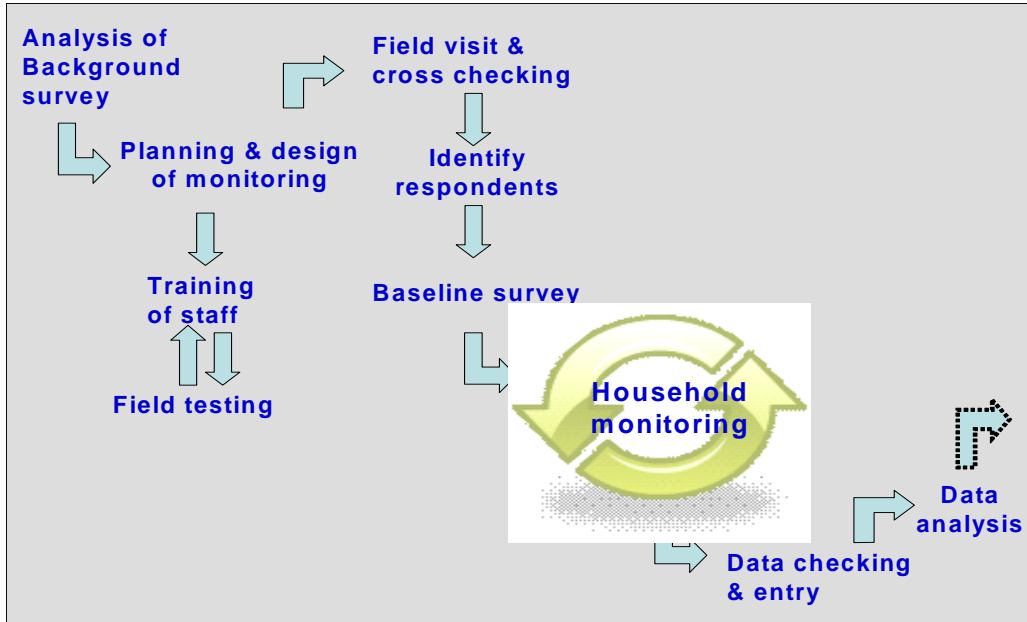 Analysis of
Background
survey
Planning & design
of monitoring
Training
of staff
Field testing
Field visit &
cross checking
Identify
respondents
Baseline survey
Household
monitoring
Data checking
& entry
Data
analysis